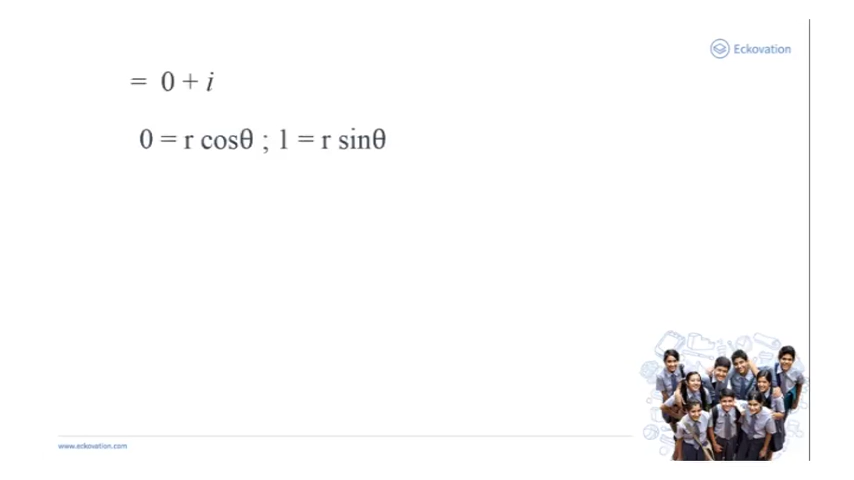 Eckovation
= 0 + i
0 = r cosθ ; 1 = r sinθ
www.eckovation.com